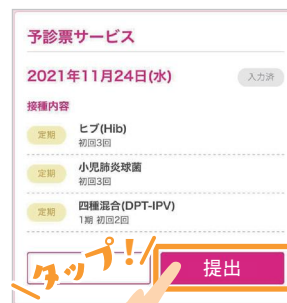 予診票サービス
2021年11月24日(水) 入力済
接種内容
定期 ヒブ(Hib)
初回3回
定期 小児肺炎球菌
初回3回
定期 四種混合(DPT-IPV)
1期 初回2回
タップ!
提出